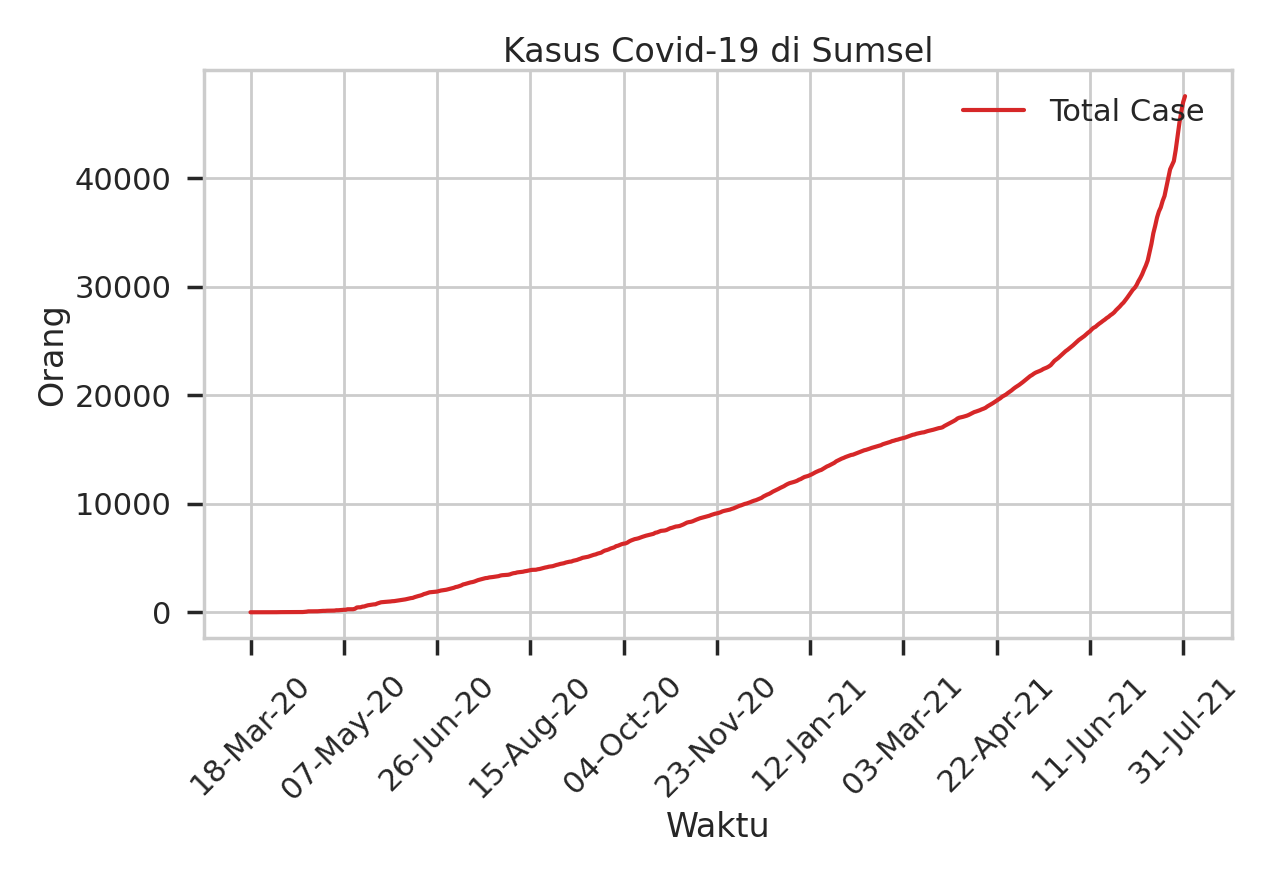 Kasus Covid-19 di Sumsel
Total Case
Orang
40000
30000
20000
10000
0
18-Mar-20
07-May-20
26-Jun-20
15-Aug-20
04-Oct-20
23-Nov-20
12-Jan-21
03-Mar-21
22-Apr-21
11-Jun-21
31-Jul-21
Waktu